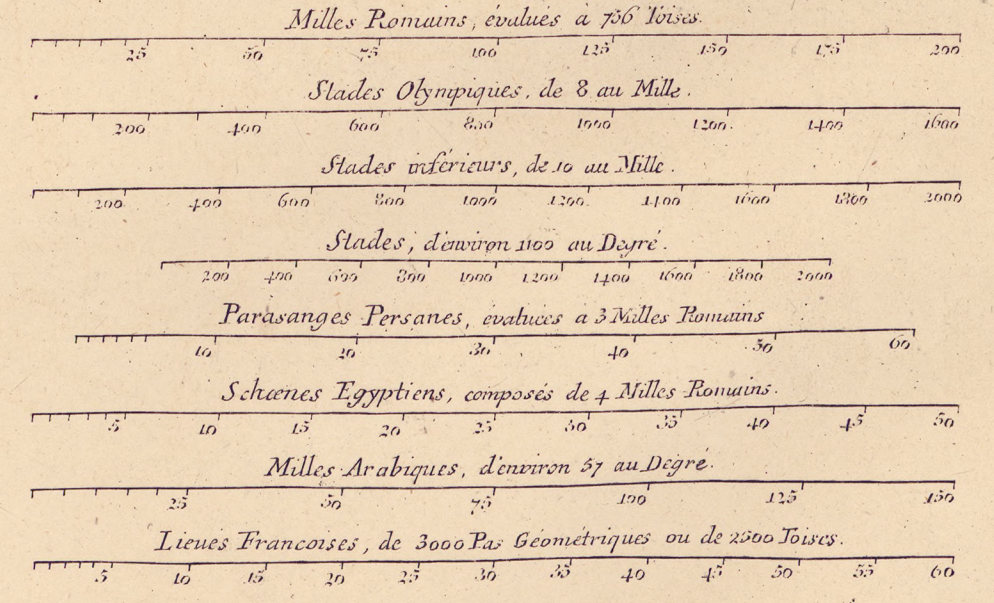 Milles Romains, évalués à 756 Toises.
25 50 75 100 125 150 175 200
Stades Olympiques, de 8 au Mille.
200 400 600 800 1000 1200. 1400 1600
Stades inférieurs, de 10 au Mille.
200 400 600 800 1000 1200. 1400 1600 1800 2000
Stades, d'environ 1100 au Degré.
200 400 600 800 1000 1200 1400 1600 1800 2000
Parasanges Persanes, évaluées a 3 Milles Romains
10 20 30 40 50 60
Schœnes Egyptiens, composés de 4 Milles Romains.
5 10 15 20 25 30 35 40 45 50
Milles Arabiques, d'environ 57 au Degré.
25 50 75 100 125 150
Lieues Francoises, de 3000 Pas Géométriques ou de 2500 Toises.
5 10 15 20 25 30 35 40 45 50 55 60